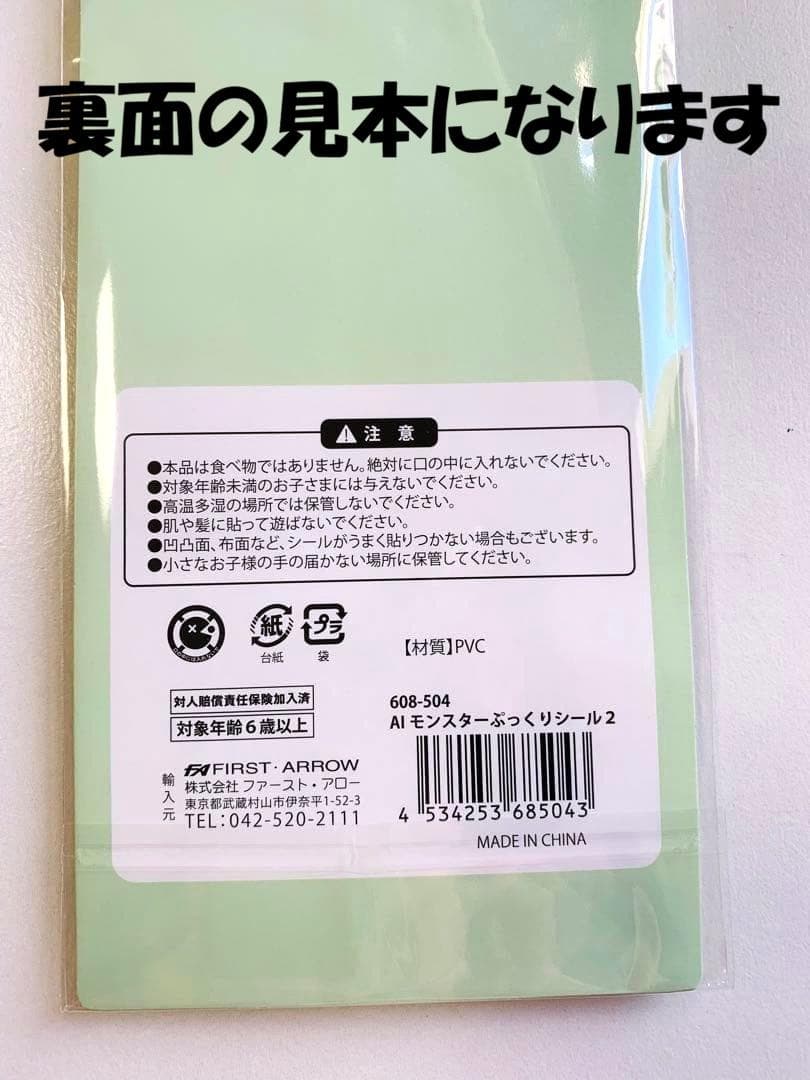 裏面の見本になります
⚠注意
●本品は食べ物ではありません。絶対に口の中に入れないでください。
●対象年齢未満のお子さまには与えないでください。
●高温多湿の場所では保管しないでください。
●肌や髪に貼って遊ばないでください。
●凹凸面、布面など、シールがうまく貼りつかない場合もございます。
●小さなお子様の手の届かない場所に保管してください。
紙
台紙
プラ
袋
【材質】PVC
対人賠償責任保険加入済
対象年齢6歳以上
608-504
AIモンスターぷっくりシール2
輸入元
FIRST・ARROW
株式会社 ファースト・アロー
東京都武蔵村山市伊奈平1-52-3
TEL:042-520-2111
4 534253 685043
MADE IN CHINA